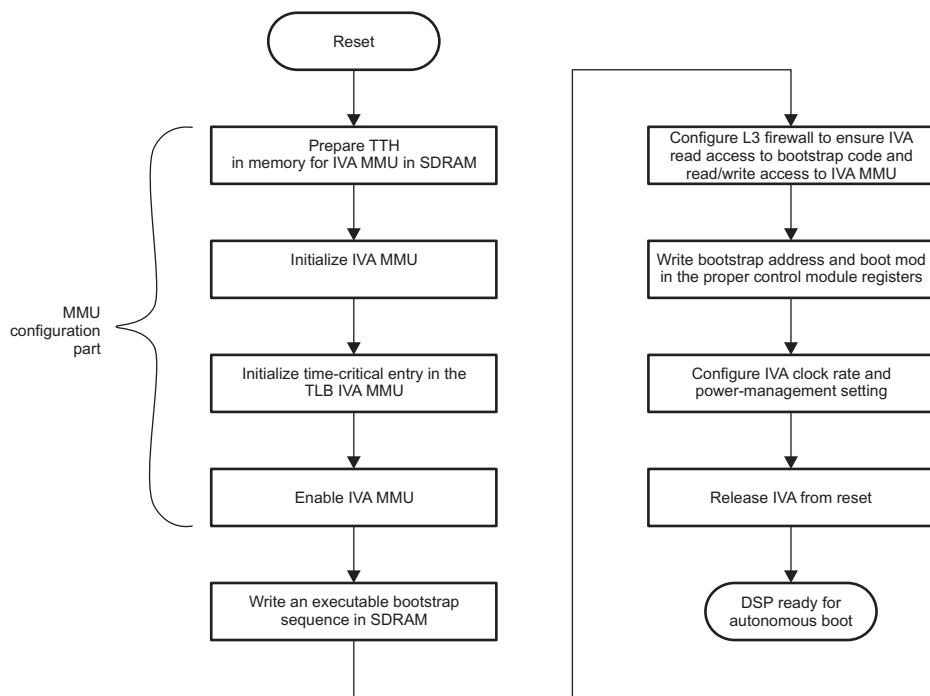 Reset
Prepare TTH
in memory for IVA MMU in SDRAM
Initialize IVA MMU
MMU
configuration
part
Initialize time-critical entry in the
TLB IVA MMU
Enable IVA MMU
Write an executable bootstrap
sequence in SDRAM
Configure L3 firewall to ensure IVA
read access to bootstrap code and
read/write access to IVA MMU
Write bootstrap address and boot mod
in the proper control module registers
Configure IVA clock rate and
power-management setting
Release IVA from reset
DSP ready for
autonomous boot